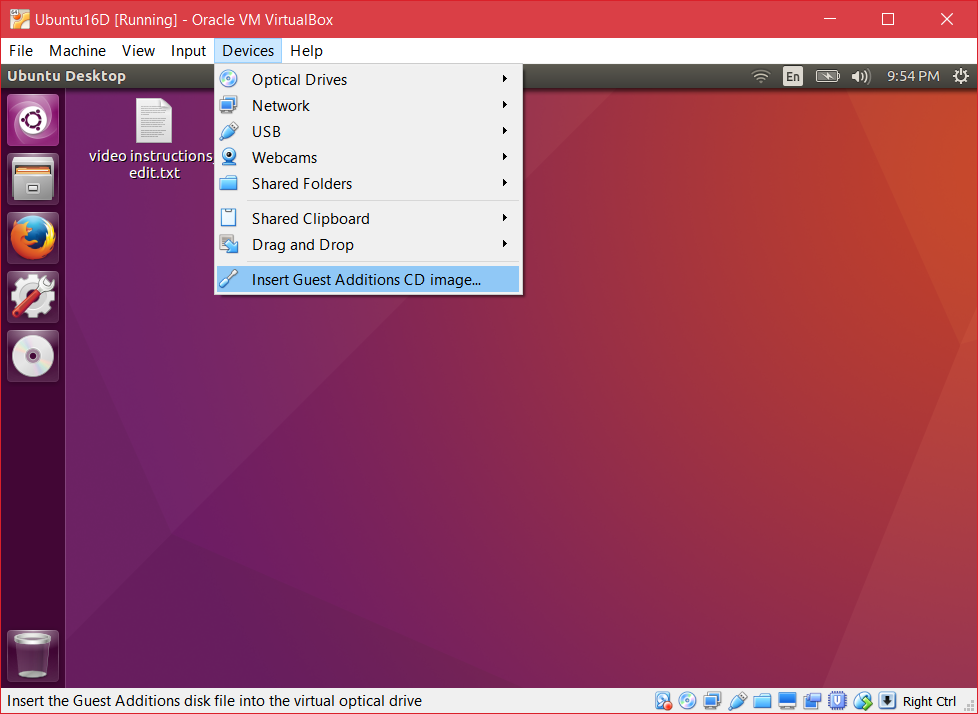 Ubuntu16D [Running] - Oracle VM VirtualBox
File Machine View Input Devices Help
Ubuntu Desktop
En
9:54 PM
Optical Drives
Network
USB
Webcams
Shared Folders
Shared Clipboard
Drag and Drop
Insert Guest Additions CD image...
video instructions_
edit.txt
Insert the Guest Additions disk file into the virtual optical drive
Right Ctrl